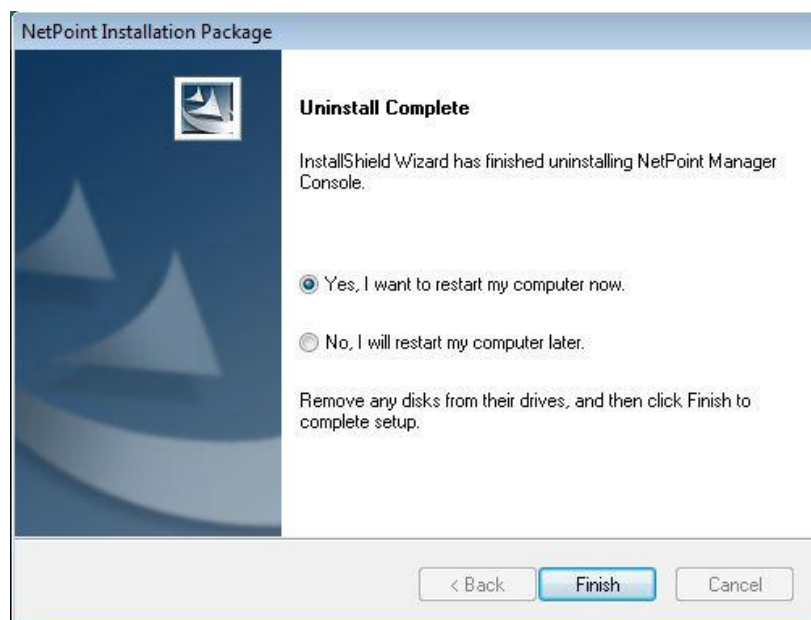 NetPoint Installation Package
Uninstall Complete
InstallShield Wizard has finished uninstalling NetPoint Manager
Console.
Yes, I want to restart my computer now.
No, I will restart my computer later.
Remove any disks from their drives, and then click Finish to
complete setup.
< Back
Finish
Cancel